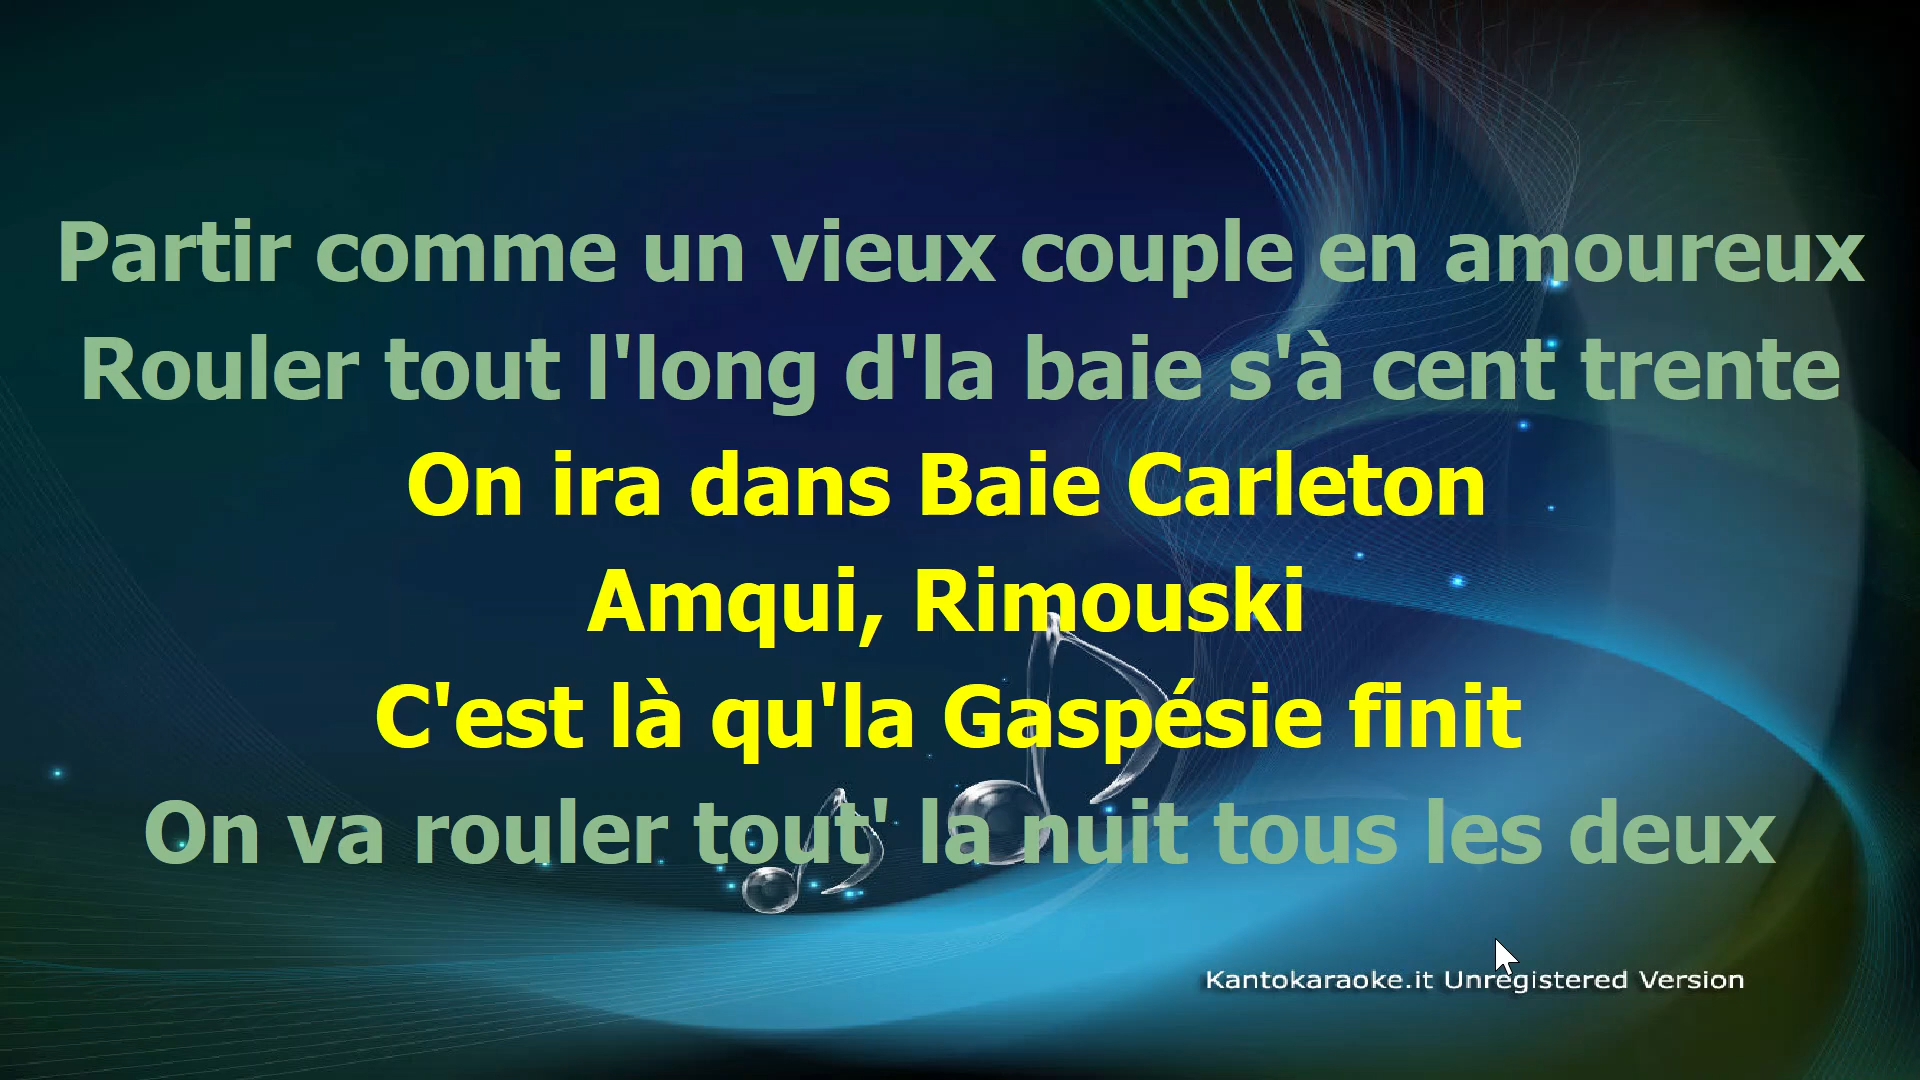 Partir comme un vieux couple en amoureux
Rouler tout l'long d'la baie s'à cent trente
On ira dans Baie Carleton
Amqui, Rimouski
C'est là qu'la Gaspésie finit
On va rouler tout' la nuit tous les deux
Kantokaraoke.it Unregistered Version